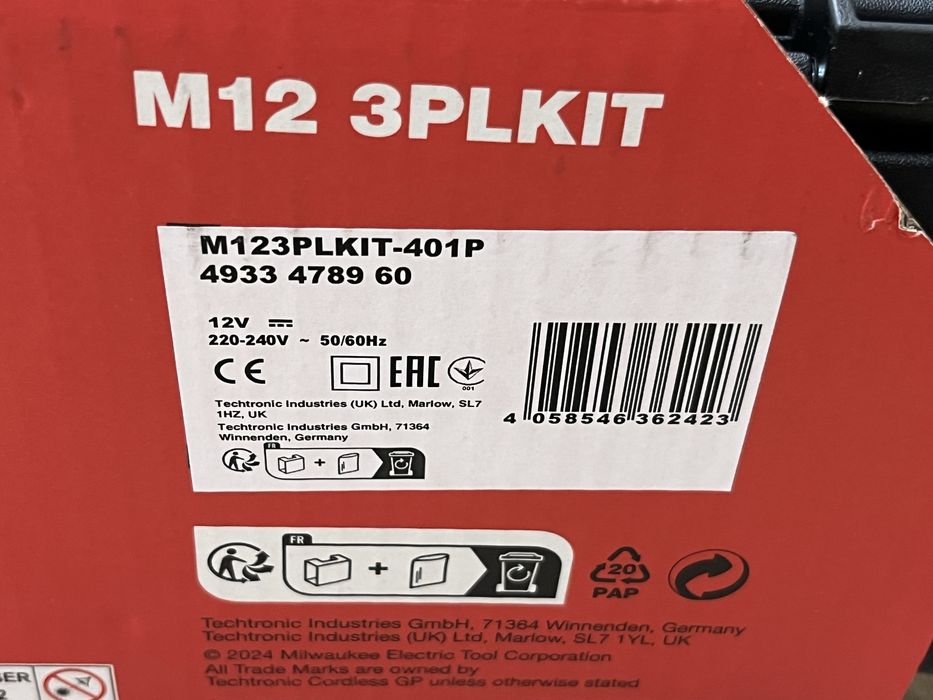 M12 3PLKIT
M123PLKIT-401P
4933 4789 60
12V
220-240V ~ 50/60Hz
CE
EAC
001
Techtronic Industries (UK) Ltd, Marlow, SL7
1HZ, UK
Techtronic Industries GmbH, 71364
Winnenden, Germany
FR
+
4 058546 362423
FR
+
20
PAP
Techtronic Industries GmbH, 71364 Winnenden, Germany
Techtronic Industries (UK) Ltd, Marlow, SL7 1YL, UK
© 2024 Milwaukee Electric Tool Corporation
All Trade Marks are owned by
Techtronic Cordless GP unless otherwise stated